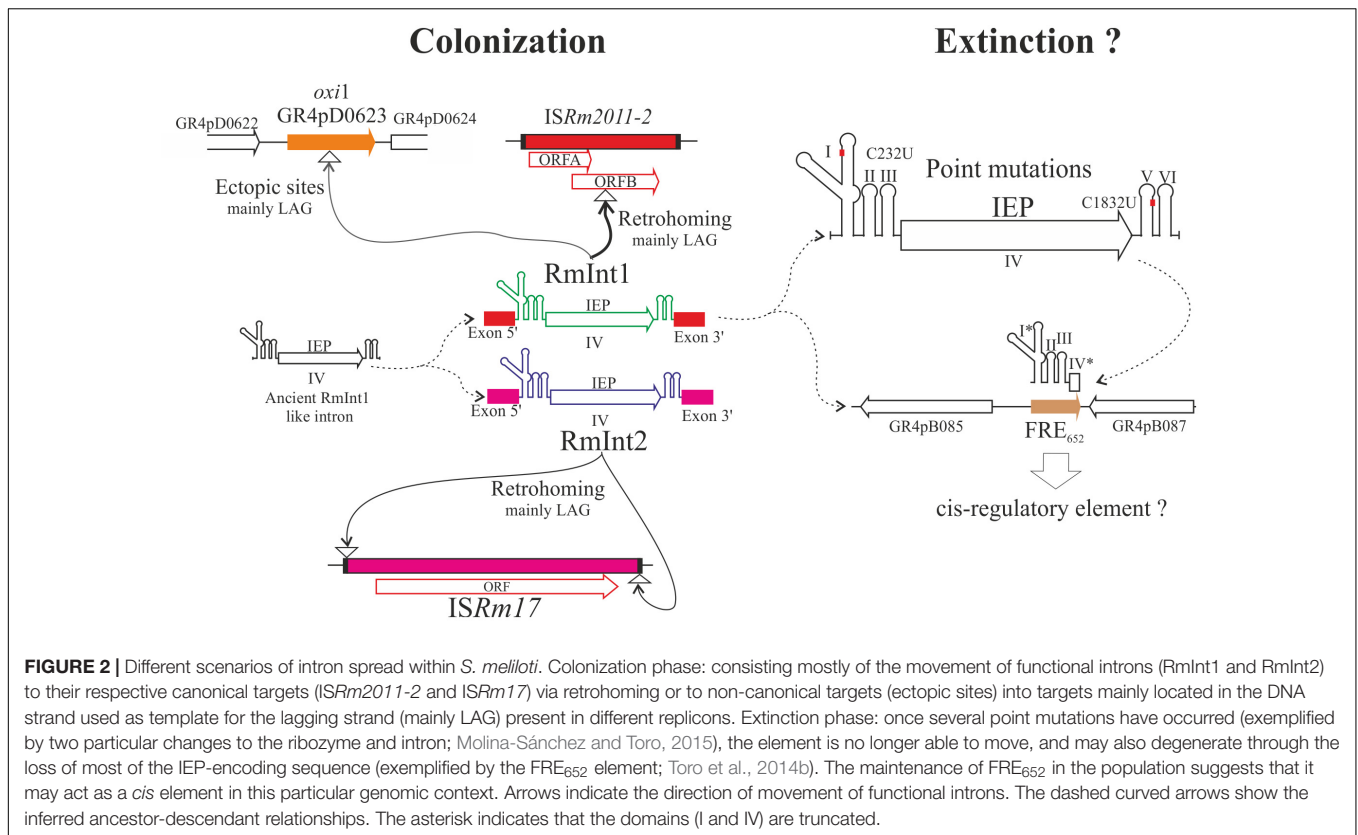 Colonization
Extinction ?
oxi1
GR4pD0623
GR4pD0622
GR4pD0624
ISRm2011-2
ORFA
ORFB
Ectopic sites
mainly LAG
Retrohoming
mainly LAG
RmInt1
IEP
Exon 5'
IV
Exon 3'
IEP
IV
Ancient RmInt1
like intron
IEP
Exon 5'
IV
Exon 3'
RmInt2
Retrohoming
mainly LAG
ORF
ISRm17
I
C232U
II III
Point mutations
IEP
IV
C1832U
V VI
I*
II
III
IV*
GR4pB085
FRE652
GR4pB087
cis-regulatory element ?
FIGURE 2 | Different scenarios of intron spread within S. meliloti. Colonization phase: consisting mostly of the movement of functional introns (RmInt1 and RmInt2)
to their respective canonical targets (ISRm2011-2 and ISRm17) via retrohoming or to non-canonical targets (ectopic sites) into targets mainly located in the DNA
strand used as template for the lagging strand (mainly LAG) present in different replicons. Extinction phase: once several point mutations have occurred (exemplified
by two particular changes to the ribozyme and intron; Molina-Sánchez and Toro, 2015), the element is no longer able to move, and may also degenerate through the
loss of most of the IEP-encoding sequence (exemplified by the FRE652 element; Toro et al., 2014b). The maintenance of FRE652 in the population suggests that it
may act as a cis element in this particular genomic context. Arrows indicate the direction of movement of functional introns. The dashed curved arrows show the
inferred ancestor-descendant relationships. The asterisk indicates that the domains (I and IV) are truncated.